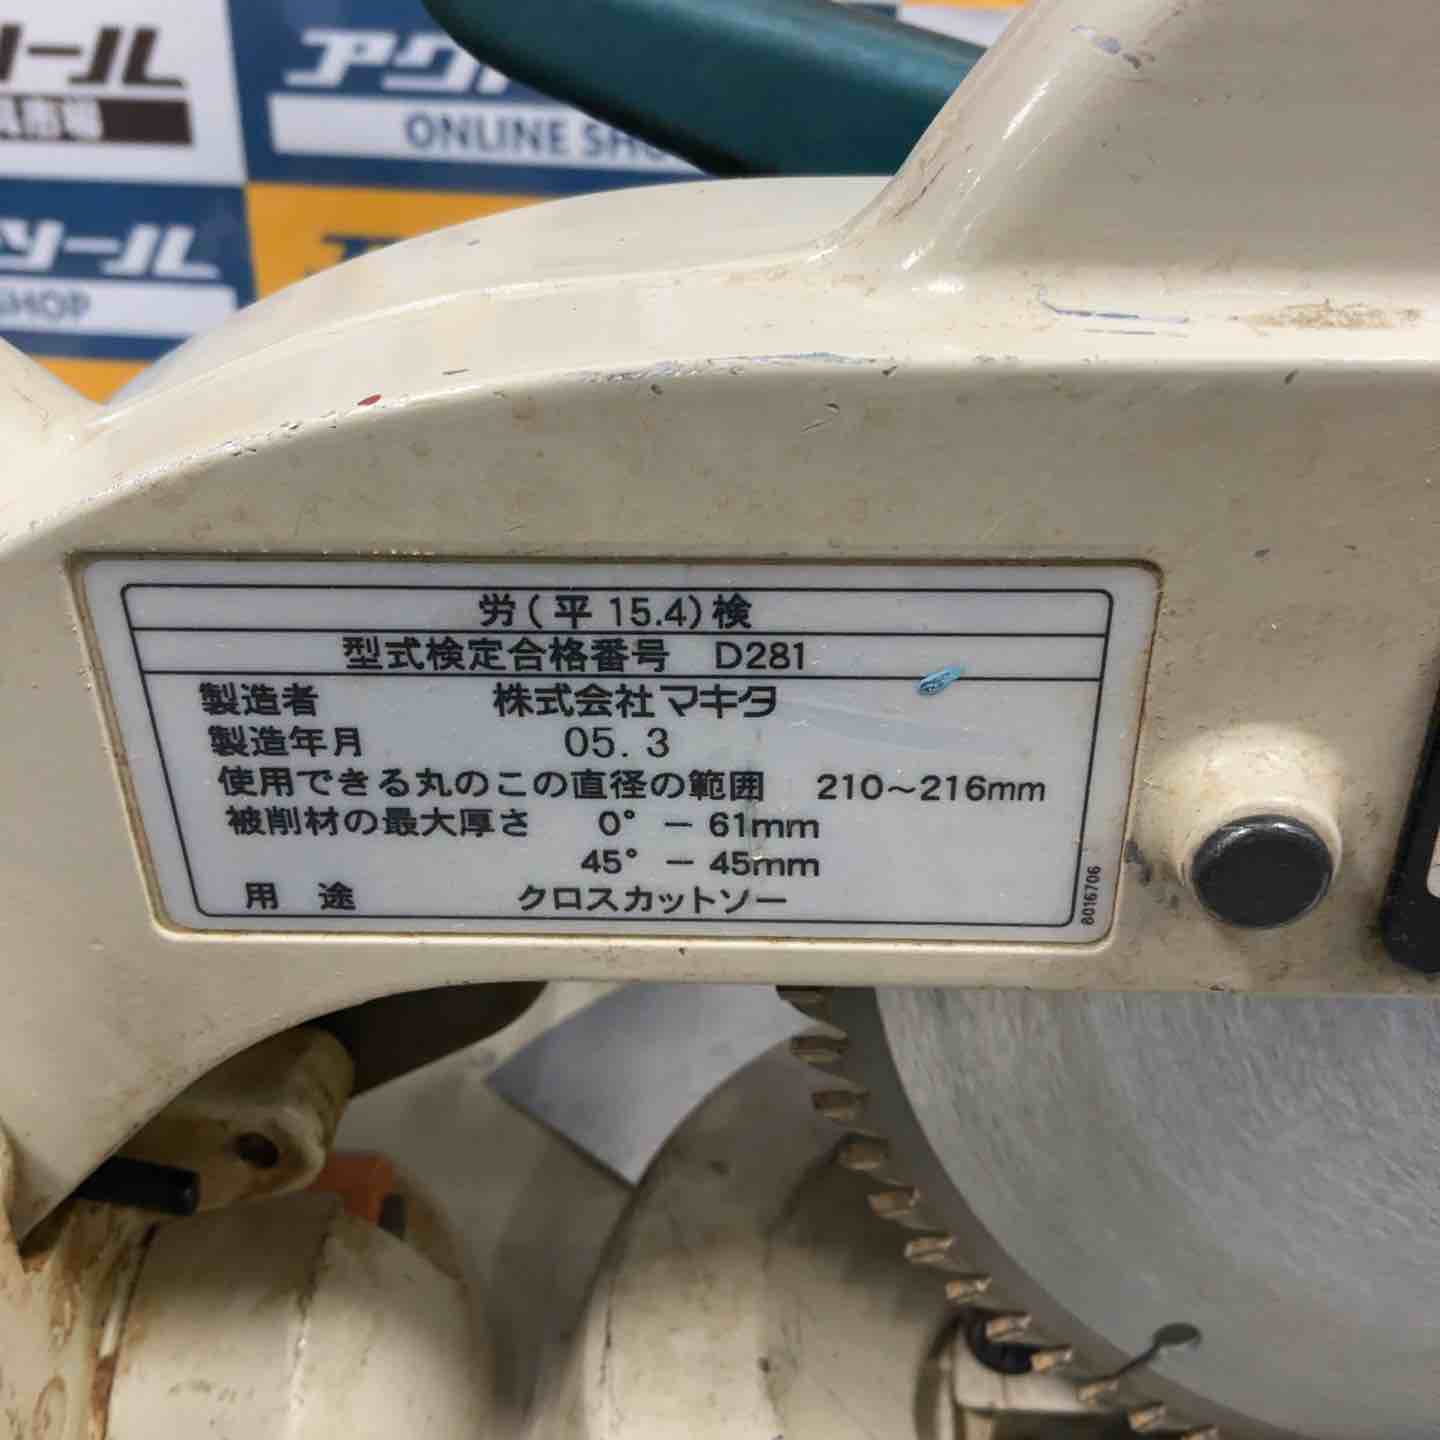 ONLINE SHO
ツール
SHOP
労(平 15.4)検
型式検定合格番号 D281
製造者 株式会社マキタ
製造年月 05. 3
使用できる丸のこの直径の範囲 210～216mm
被削材の最大厚さ 0° － 61mm
45° － 45mm
用 途 クロスカットソー
8016706